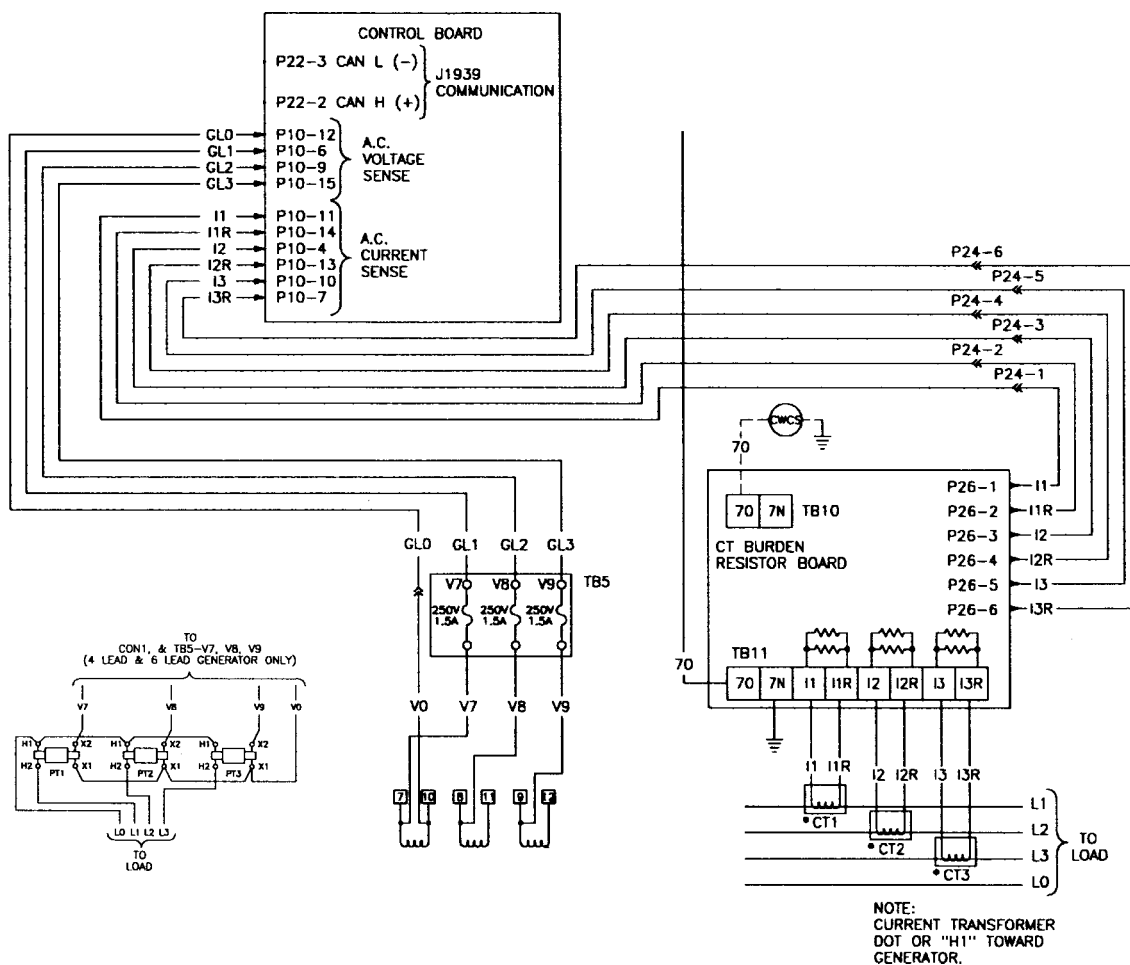 CONTROL BOARD
P22-3 CAN L (-)
P22-2 CAN H (+)
J1939
COMMUNICATION
GL0 P10-12
GL1 P10-6
GL2 P10-9
GL3 P10-15
A.C.
VOLTAGE
SENSE
I1 P10-11
I1R P10-14
I2 P10-4
I2R P10-13
I3 P10-10
I3R P10-7
A.C.
CURRENT
SENSE
P24-6
P24-5
P24-4
P24-3
P24-2
P24-1
CWCS
70
70 7N TB10
CT BURDEN
RESISTOR BOARD
P26-1 I1
P26-2 I1R
P26-3 I2
P26-4 I2R
P26-5 I3
P26-6 I3R
GL0 GL1 GL2 GL3
V7 V8 V9 TB5
250V 250V 250V
1.5A 1.5A 1.5A
V0 V7 V8 V9
7 10 8 11 9 12
TO
CON1, & TB5-V7, V8, V9
(4 LEAD & 6 LEAD GENERATOR ONLY)
V7 V8 V9 V0
H1 X2 H1 X2 H1 X2
H2 PT1 X1 H2 PT2 X1 H2 PT3 X1
L0 L1 L2 L3
TO
LOAD
70
TB11
70 7N I1 I1R I2 I2R I3 I3R
I1 I1R I2 I2R I3 I3R
CT1
CT2
CT3
L1
L2
L3
L0
TO
LOAD
NOTE:
CURRENT TRANSFORMER
DOT OR "H1" TOWARD
GENERATOR.